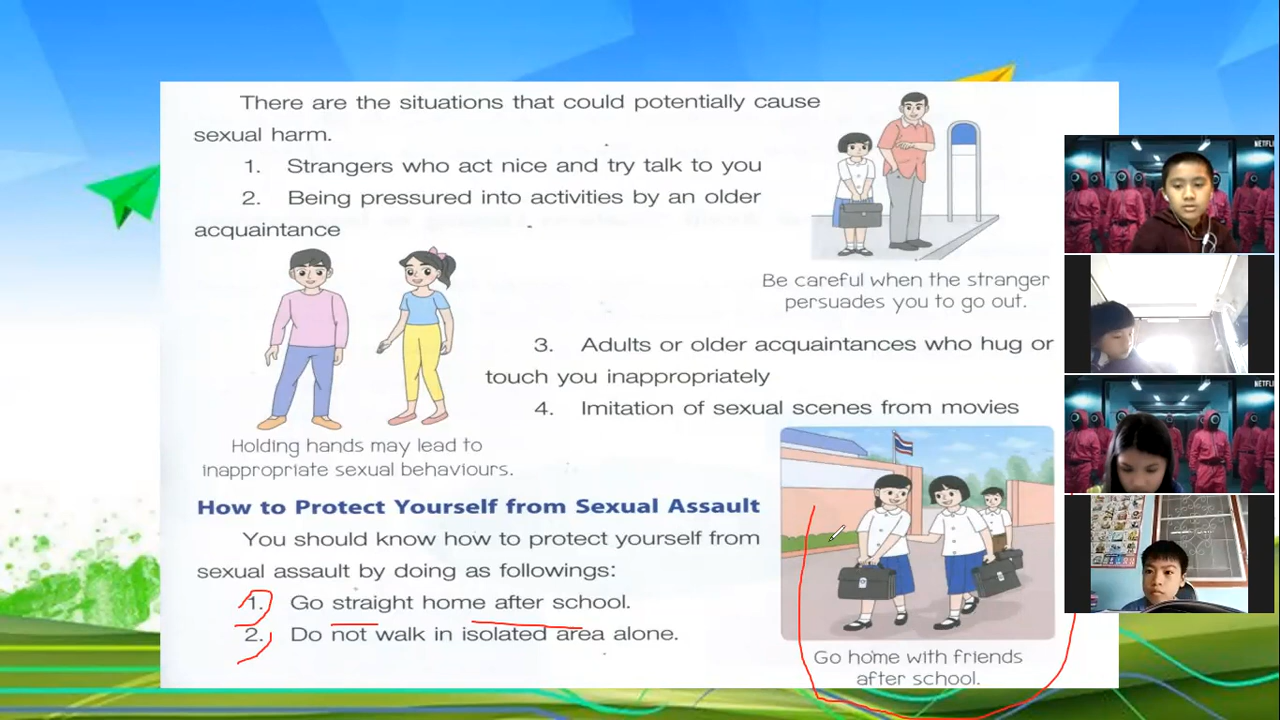 There are the situations that could potentially cause
sexual harm.
1. Strangers who act nice and try talk to you
2. Being pressured into activities by an older
acquaintance
Be careful when the stranger
persuades you to go out.
3. Adults or older acquaintances who hug or
touch you inappropriately
4. Imitation of sexual scenes from movies
Holding hands may lead to
inappropriate sexual behaviours.
How to Protect Yourself from Sexual Assault
You should know how to protect yourself from
sexual assault by doing as followings:
1. Go straight home after school.
2. Do not walk in isolated area alone.
Go home with friends
after school.
NETFL
NETFL